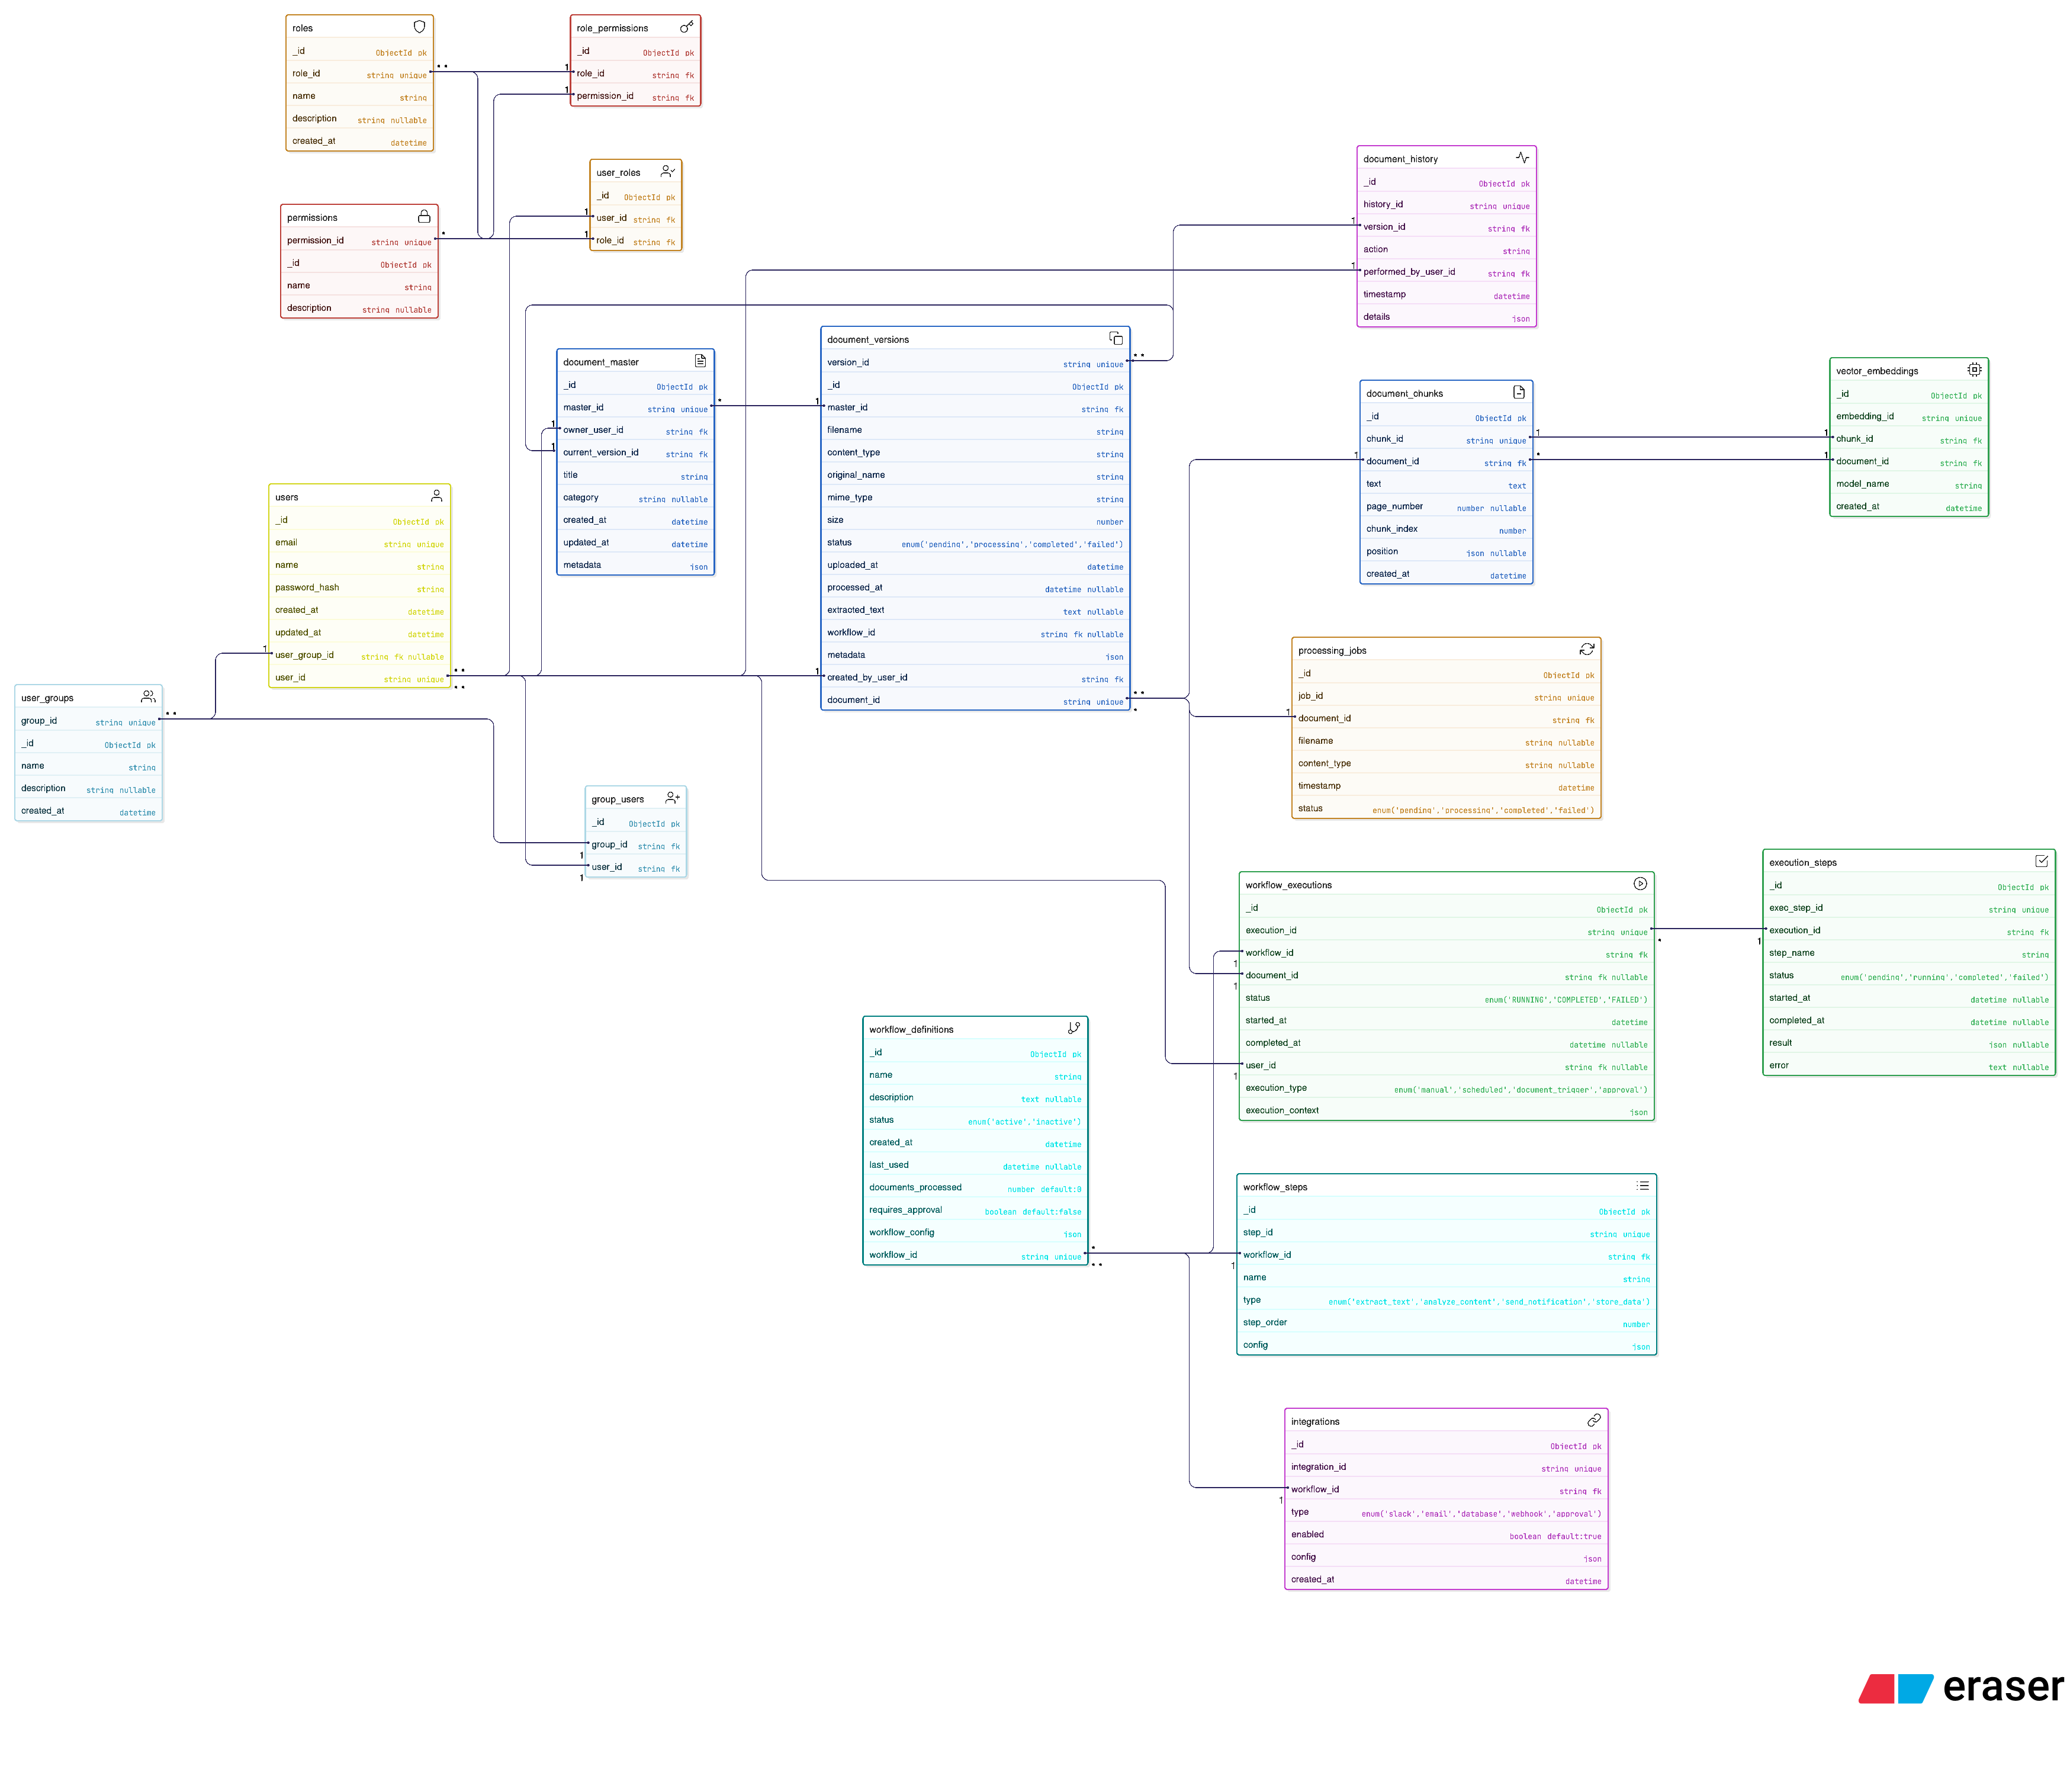 roles
_id ObjectId pk
role_id string unique
name string
description string nullable
created_at datetime
role_permissions
_id ObjectId pk
role_id string fk
permission_id string fk
user_roles
_id ObjectId pk
user_id string fk
role_id string fk
permissions
permission_id string unique
_id ObjectId pk
name string
description string nullable
document_history
_id ObjectId pk
history_id string unique
version_id string fk
action string
performed_by_user_id string fk
timestamp datetime
details json
document_master
_id ObjectId pk
master_id string unique
owner_user_id string fk
current_version_id string fk
title string
category string nullable
created_at datetime
updated_at datetime
metadata json
document_versions
version_id string unique
_id ObjectId pk
master_id string fk
filename string
content_type string
original_name string
mime_type string
size number
status enum('pending','processing','completed','failed')
uploaded_at datetime
processed_at datetime nullable
extracted_text text nullable
workflow_id string fk nullable
metadata json
created_by_user_id string fk
document_id string unique
document_chunks
_id ObjectId pk
chunk_id string unique
document_id string fk
text text
page_number number nullable
chunk_index number
position json nullable
created_at datetime
vector_embeddings
_id ObjectId pk
embedding_id string unique
chunk_id string fk
document_id string fk
model_name string
created_at datetime
users
_id ObjectId pk
email string unique
name string
password_hash string
created_at datetime
updated_at datetime
user_group_id string fk nullable
user_id string unique
user_groups
group_id string unique
_id ObjectId pk
name string
description string nullable
created_at datetime
group_users
_id ObjectId pk
group_id string fk
user_id string fk
processing_jobs
_id ObjectId pk
job_id string unique
document_id string fk
filename string nullable
content_type string nullable
timestamp datetime
status enum('pending','processing','completed','failed')
workflow_executions
_id ObjectId pk
execution_id string unique
workflow_id string fk
document_id string fk nullable
status enum('RUNNING','COMPLETED','FAILED')
started_at datetime
completed_at datetime nullable
user_id string fk nullable
execution_type enum('manual','scheduled','document_trigger','approval')
execution_context json
execution_steps
_id ObjectId pk
exec_step_id string unique
execution_id string fk
step_name string
status enum('pending','running','completed','failed')
started_at datetime nullable
completed_at datetime nullable
result json nullable
error text nullable
workflow_definitions
_id ObjectId pk
name string
description text nullable
status enum('active','inactive')
created_at datetime
last_used datetime nullable
documents_processed number default:0
requires_approval boolean default:false
workflow_config json
workflow_id string unique
workflow_steps
_id ObjectId pk
step_id string unique
workflow_id string fk
name string
type enum('extract_text','analyze_content','send_notification','store_data')
step_order number
config json
integrations
_id ObjectId pk
integration_id string unique
workflow_id string fk
type enum('slack','email','database','webhook','approval')
enabled boolean default:true
config json
created_at datetime
eraser